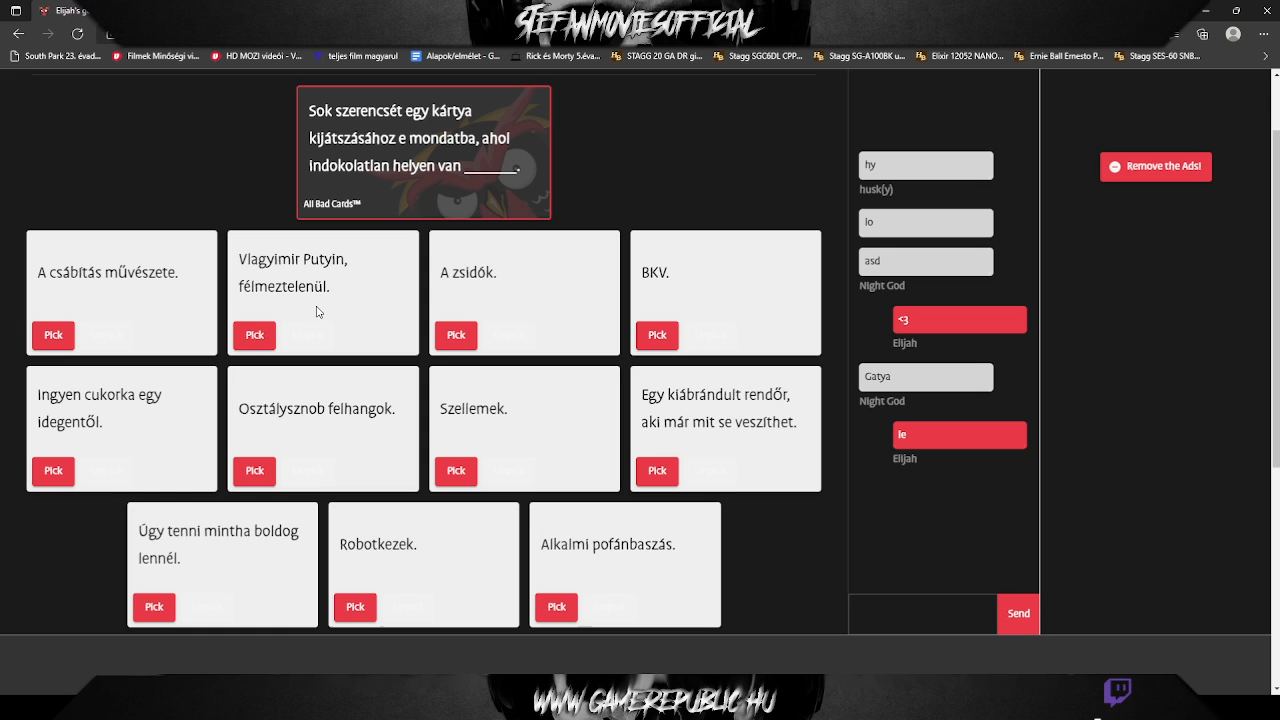 STEFANMOVIESOFFICIAL
Elijah's g
South Park 23. évad...
Filmek Minőségi vi...
HD MOZI videói - V...
teljes film magyarul
Alapok/elmélet - G...
Rick és Morty 5.éva...
STAGG 20 GA DR gi...
Stagg SGC6DL CPP...
Stagg SG-A100BK u...
Elixir 12052 NANO...
Ernie Ball Ernesto P...
Stagg SES-60 SNB...
Sok szerencsét egy kártya
kijátszásához e mondatba, ahol
indokolatlan helyen van ______.
All Bad Cards™
A csábítás művészete.
Pick
Vlagyimir Putyin,
félmeztelenül.
Pick
A zsidók.
Pick
BKV.
Pick
Ingyen cukorka egy
idegentől.
Pick
Osztálysznob felhangok.
Pick
Szellemek.
Pick
Egy kiábrándult rendőr,
aki már mit se veszíthet.
Pick
Úgy tenni mintha boldog
lennél.
Pick
Robotkezek.
Pick
Alkalmi pofánbaszás.
Pick
hy
husk(y)
lo
asd
Night God
<3
Elijah
Gatya
Night God
le
Elijah
Send
Remove the Ads!
WWW.GAMEREPUBLIC.HU